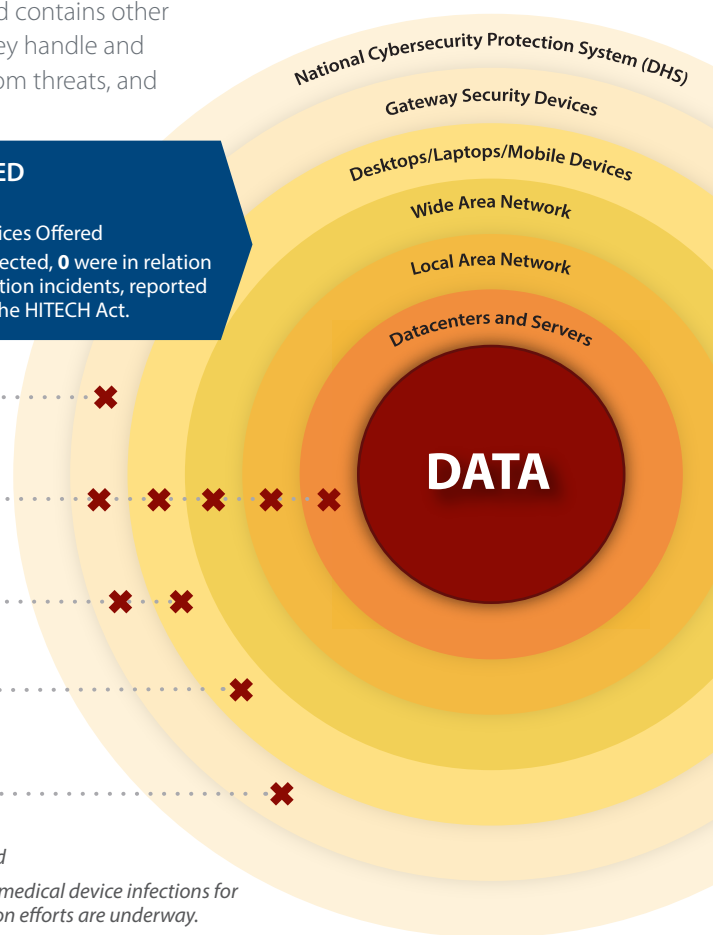 d contains other
ey handle and
om threats, and
National Cybersecurity Protection System (DHS)
Gateway Security Devices
Desktops/Laptops/Mobile Devices
Wide Area Network
Local Area Network
Datacenters and Servers
DATA
ED
ices Offered
ected, 0 were in relation
tion incidents, reported
he HITECH Act.
d
medical device infections for
on efforts are underway.